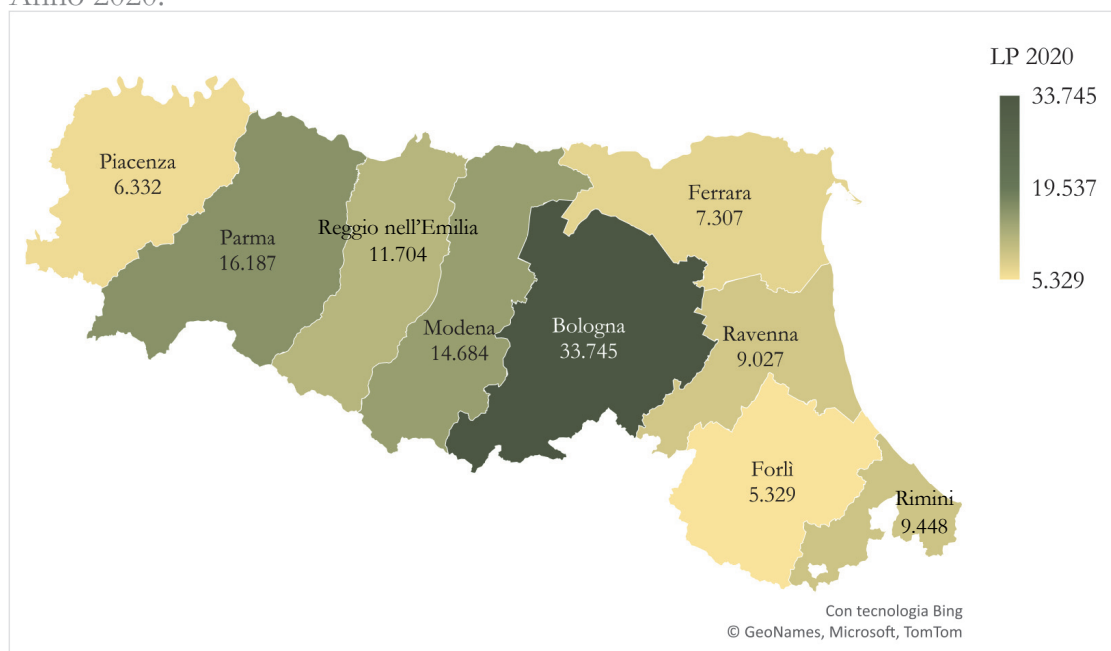 Anno 2020.
LP 2020
33.745
19.537
5.329
Piacenza
6.332
Parma
16.187
Reggio nell'Emilia
11.704
Modena
14.684
Bologna
33.745
Ferrara
7.307
Ravenna
9.027
Forlì
5.329
Rimini
9.448
Con tecnologia Bing
© GeoNames, Microsoft, TomTom